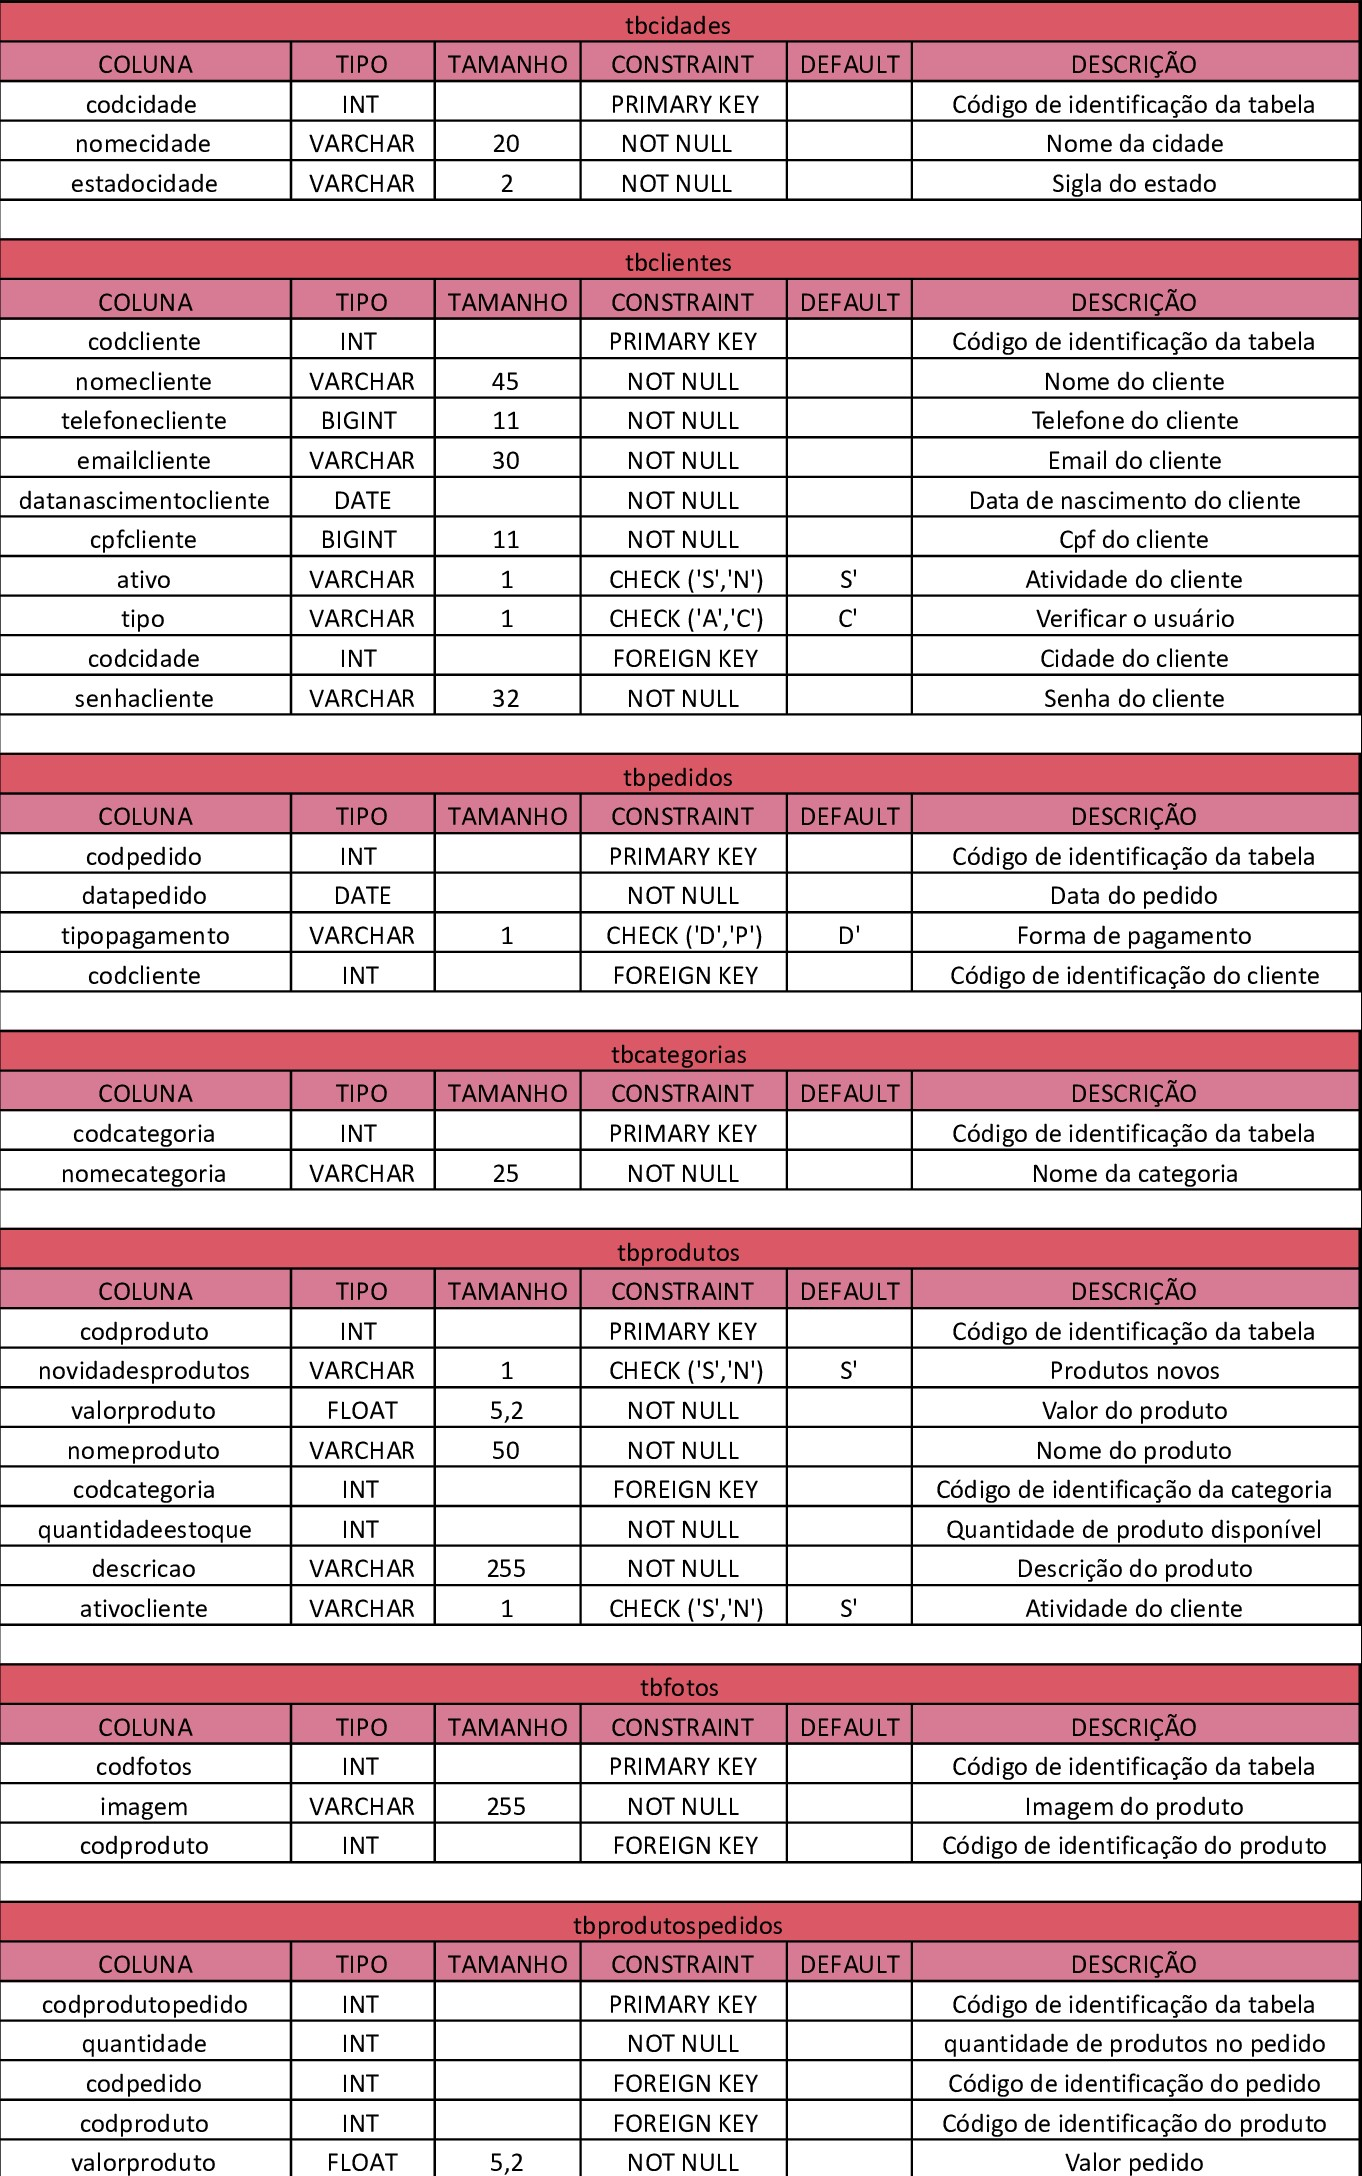 tbcidades
COLUNA TIPO TAMANHO CONSTRAINT DEFAULT DESCRIÇÃO
codcidade INT PRIMARY KEY Código de identificação da tabela
nomecidade VARCHAR 20 NOT NULL Nome da cidade
estadocidade VARCHAR 2 NOT NULL Sigla do estado
tbclientes
COLUNA TIPO TAMANHO CONSTRAINT DEFAULT DESCRIÇÃO
codcliente INT PRIMARY KEY Código de identificação da tabela
nomecliente VARCHAR 45 NOT NULL Nome do cliente
telefonecliente BIGINT 11 NOT NULL Telefone do cliente
emailcliente VARCHAR 30 NOT NULL Email do cliente
datanascimentocliente DATE NOT NULL Data de nascimento do cliente
cpfcliente BIGINT 11 NOT NULL Cpf do cliente
ativo VARCHAR 1 CHECK ('S','N') S' Atividade do cliente
tipo VARCHAR 1 CHECK ('A','C') C' Verificar o usuário
codcidade INT FOREIGN KEY Cidade do cliente
senhacliente VARCHAR 32 NOT NULL Senha do cliente
tbpedidos
COLUNA TIPO TAMANHO CONSTRAINT DEFAULT DESCRIÇÃO
codpedido INT PRIMARY KEY Código de identificação da tabela
datapedido DATE NOT NULL Data do pedido
tipopagamento VARCHAR 1 CHECK ('D','P') D' Forma de pagamento
codcliente INT FOREIGN KEY Código de identificação do cliente
tbcategorias
COLUNA TIPO TAMANHO CONSTRAINT DEFAULT DESCRIÇÃO
codcategoria INT PRIMARY KEY Código de identificação da tabela
nomecategoria VARCHAR 25 NOT NULL Nome da categoria
tbprodutos
COLUNA TIPO TAMANHO CONSTRAINT DEFAULT DESCRIÇÃO
codproduto INT PRIMARY KEY Código de identificação da tabela
novidadesprodutos VARCHAR 1 CHECK ('S','N') S' Produtos novos
valorproduto FLOAT 5,2 NOT NULL Valor do produto
nomeproduto VARCHAR 50 NOT NULL Nome do produto
codcategoria INT FOREIGN KEY Código de identificação da categoria
quantidadeestoque INT NOT NULL Quantidade de produto disponível
descricao VARCHAR 255 NOT NULL Descrição do produto
ativocliente VARCHAR 1 CHECK ('S','N') S' Atividade do cliente
tbfotos
COLUNA TIPO TAMANHO CONSTRAINT DEFAULT DESCRIÇÃO
codfotos INT PRIMARY KEY Código de identificação da tabela
imagem VARCHAR 255 NOT NULL Imagem do produto
codproduto INT FOREIGN KEY Código de identificação do produto
tbprodutospedidos
COLUNA TIPO TAMANHO CONSTRAINT DEFAULT DESCRIÇÃO
codprodutopedido INT PRIMARY KEY Código de identificação da tabela
quantidade INT NOT NULL quantidade de produtos no pedido
codpedido INT FOREIGN KEY Código de identificação do pedido
codproduto INT FOREIGN KEY Código de identificação do produto
valorproduto FLOAT 5,2 NOT NULL Valor pedido